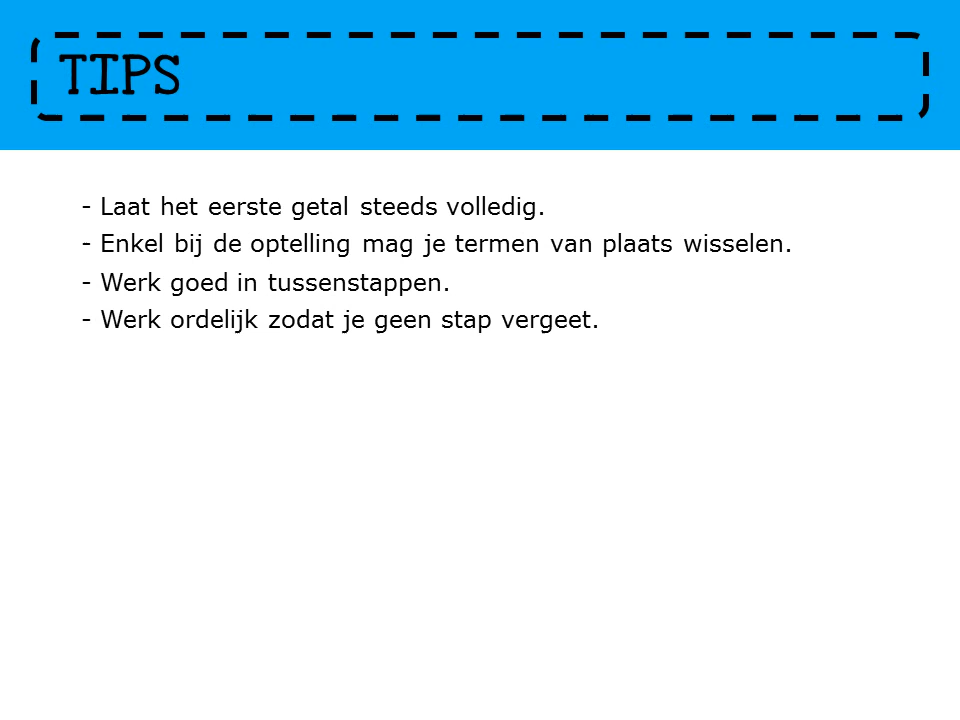 TIPS
- Laat het eerste getal steeds volledig.
- Enkel bij de optelling mag je termen van plaats wisselen.
- Werk goed in tussenstappen.
- Werk ordelijk zodat je geen stap vergeet.